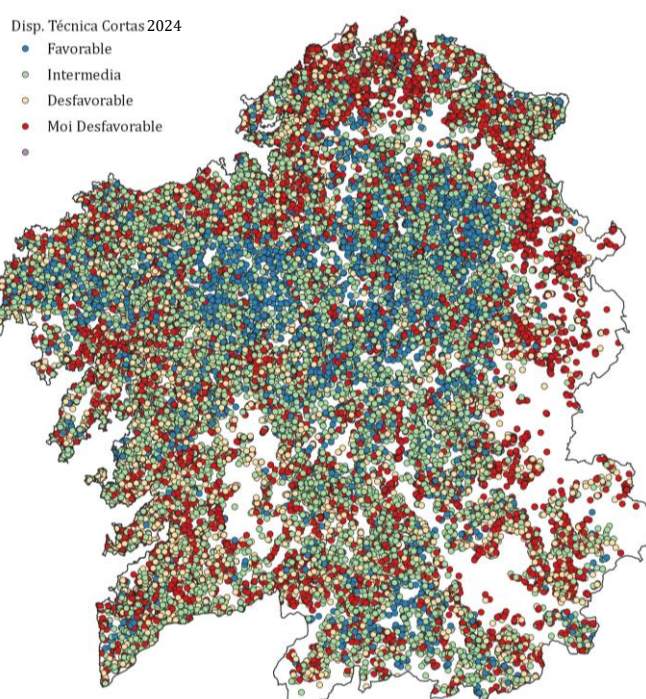 Disp. Técnica Cortas 2024
Favorable
Intermedia
Desfavorable
Moi Desfavorable